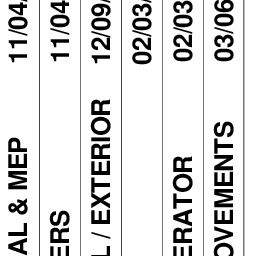 AL & MEP 11/04/
ERS 11/04
L / EXTERIOR 12/09/
02/03/
ERATOR 02/03
OVEMENTS 03/06